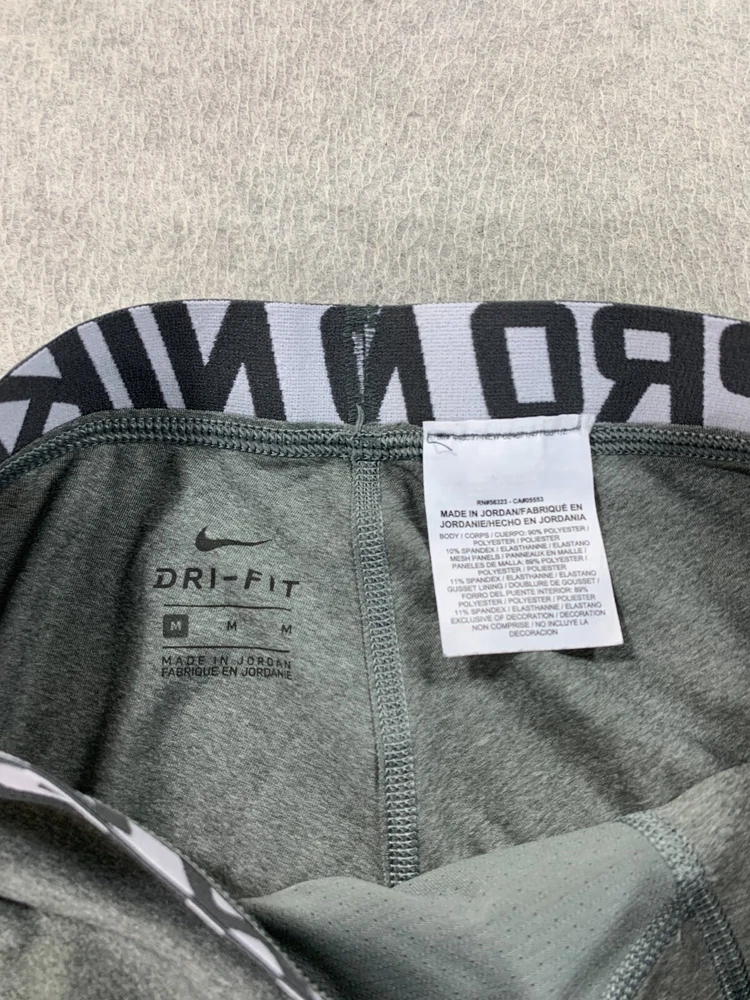 PRO NIK
RN#56323 - CA#05553
MADE IN JORDAN/FABRIQUÉ EN
JORDANIE/HECHO EN JORDANIA
BODY / CORPS / CUERPO: 90% POLYESTER /
POLYESTER / POLIESTER
10% SPANDEX / ELASTHANNE / ELASTANO
MESH PANELS / PANNEAUX EN MAILLE /
PANELES DE MALLA: 89% POLYESTER /
POLYESTER / POLIESTER
11% SPANDEX / ELASTHANNE / ELASTANO
GUSSET LINING / DOUBLURE DE GOUSSET /
FORRO DEL PUENTE INTERIOR: 89%
POLYESTER / POLYESTER / POLIESTER
11% SPANDEX / ELASTHANNE / ELASTANO
EXCLUSIVE OF DECORATION / DECORATION
NON COMPRISE / NO INCLUYE LA
DECORACION
DRI-FIT
M M M
MADE IN JORDAN
FABRIQUE EN JORDANIE